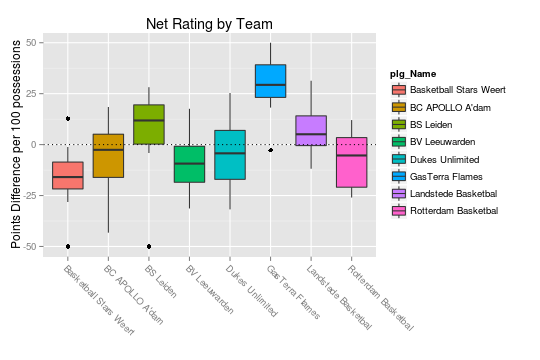 Net Rating by Team
Points Difference per 100 possessions
50
25
0
-25
-50
Basketball Stars Weert
BC APOLLO A'dam
BS Leiden
BV Leeuwarden
Dukes Unlimited
GasTerra Flames
Landstede Basketbal
Rotterdam Basketbal
plg_Name
Basketball Stars Weert
BC APOLLO A'dam
BS Leiden
BV Leeuwarden
Dukes Unlimited
GasTerra Flames
Landstede Basketbal
Rotterdam Basketbal